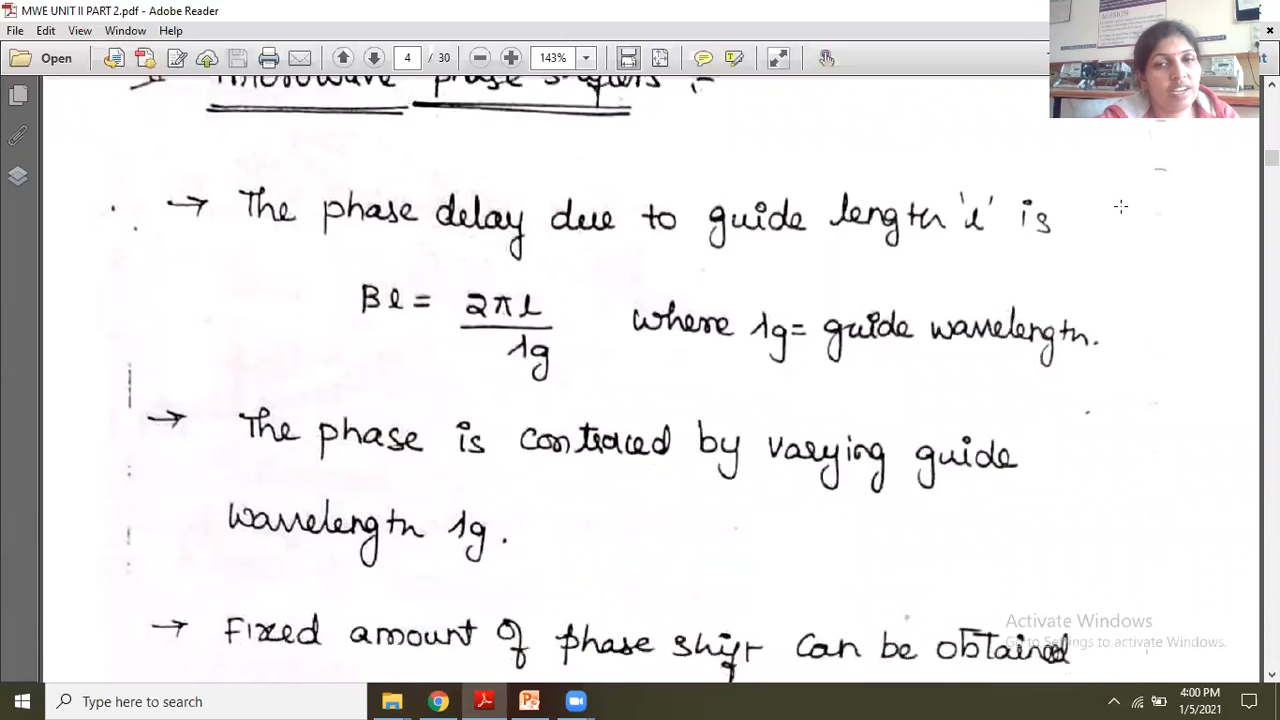 MWE UNIT II PART 2.pdf - Adobe Reader
File Edit View Window Help
Open 4 30 143%
MISSION
Microwave phase shifters :
→ The phase delay due to guide length 'l' is
βl = 2πl / λg where λg = guide wavelength.
→ The phase is controlled by varying guide
wavelength λg.
→ Fixed amount of phase shift can be obtained
Activate Windows
Go to Settings to activate Windows.
Type here to search
4:00 PM
1/5/2021